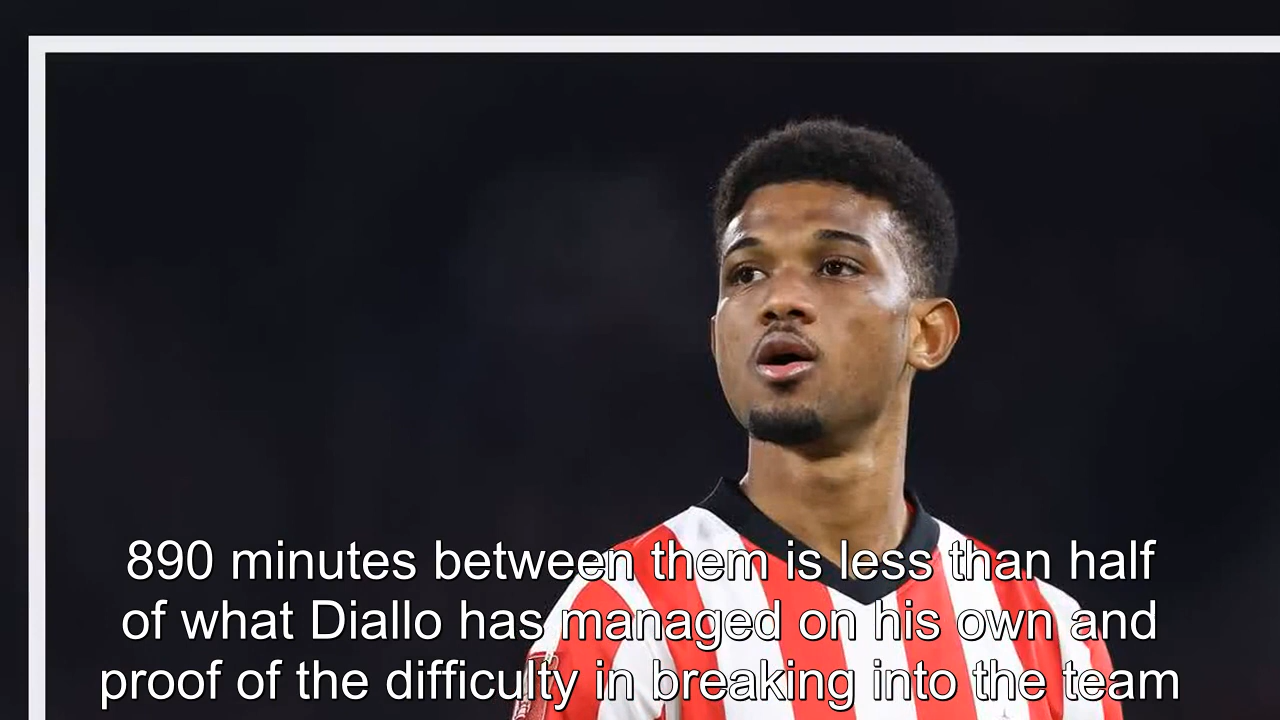 890 minutes between them is less than half
of what Diallo has managed on his own and
proof of the difficulty in breaking into the team